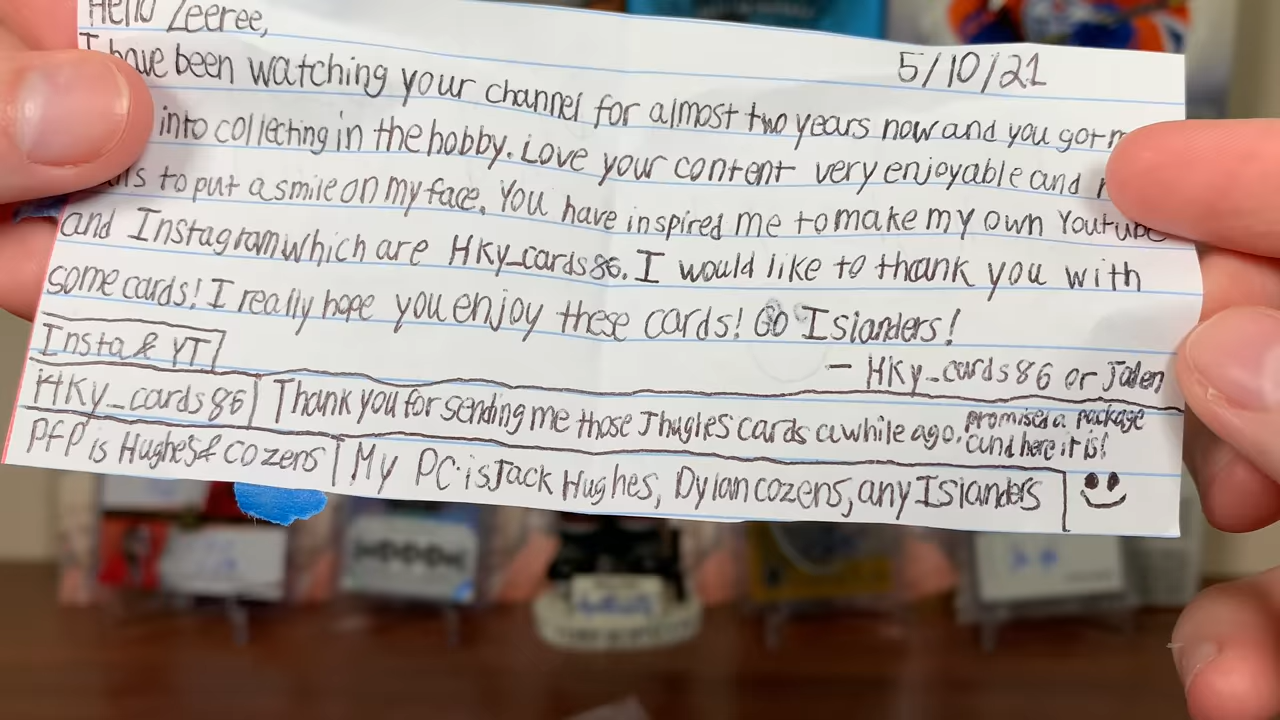 Hello Zeeree,
5/10/21
I have been watching your channel for almost two years now and you got
into collecting in the hobby. Love your content very enjoyable and
to put a smile on my face. You have inspired me to make my own Youtube
and Instagram which are HKy_cards86. I would like to thank you with
some cards! I really hope you enjoy these cards! Go Islanders!
Insta & YT
— HKy_cards86 or Jalen
HKy_cards86
Thank you for sending me those J hughes cards awhile ago. promised a package
and here it is!
PFP is Hughes & cozens
My PC is Jack Hughes, Dylan cozens, any Islanders